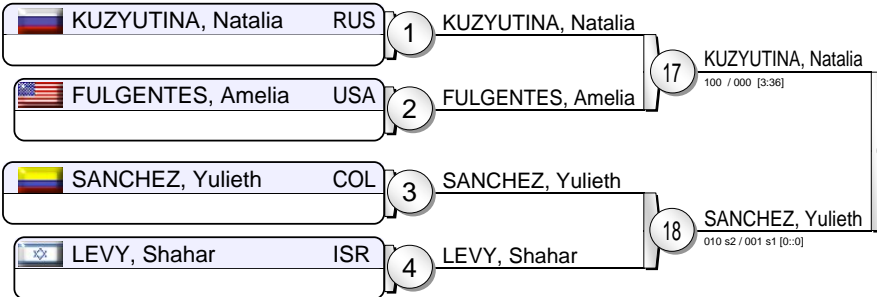 KUZYUTINA, Natalia RUS
1
KUZYUTINA, Natalia
FULGENTES, Amelia USA
2
FULGENTES, Amelia
17
KUZYUTINA, Natalia
100 / 000 [3:36]
SANCHEZ, Yulieth COL
3
SANCHEZ, Yulieth
LEVY, Shahar ISR
4
LEVY, Shahar
18
SANCHEZ, Yulieth
010 s2 / 001 s1 [0::0]